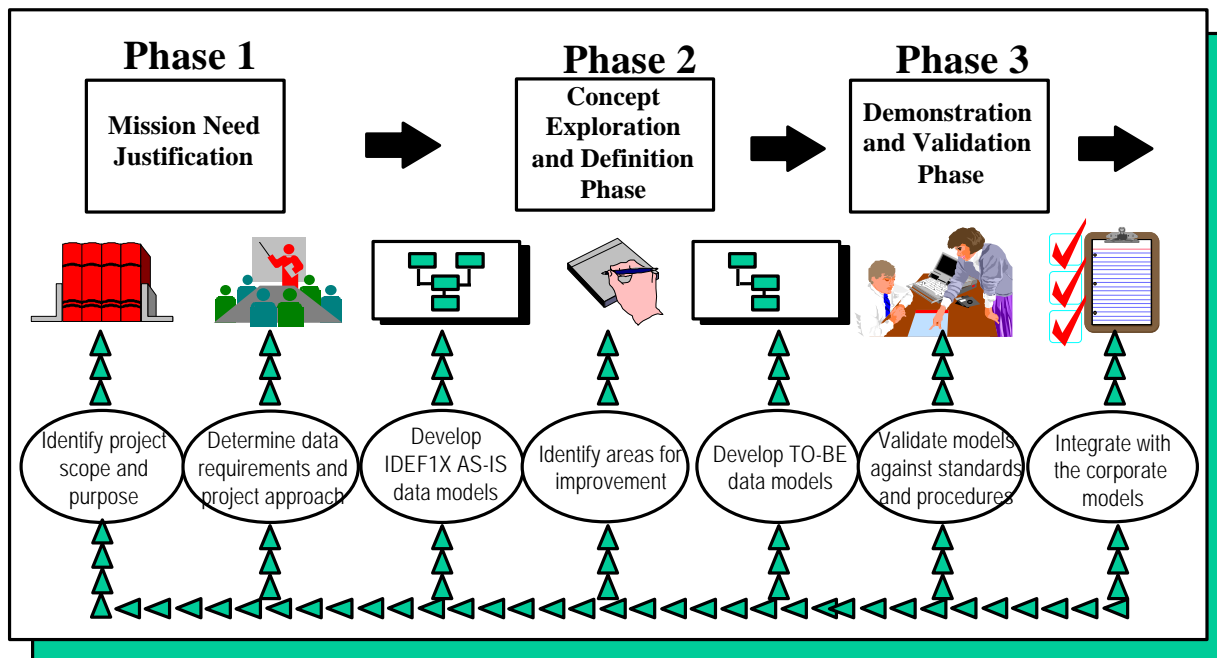 Phase 1
Phase 2
Phase 3
Mission Need
Justification
Concept
Exploration
and Definition
Phase
Demonstration
and Validation
Phase
Identify project
scope and
purpose
Determine data
requirements and
project approach
Develop
IDEF1X AS-IS
data models
Identify areas for
improvement
Develop TO-BE
data models
Validate models
against standards
and procedures
Integrate with
the corporate
models